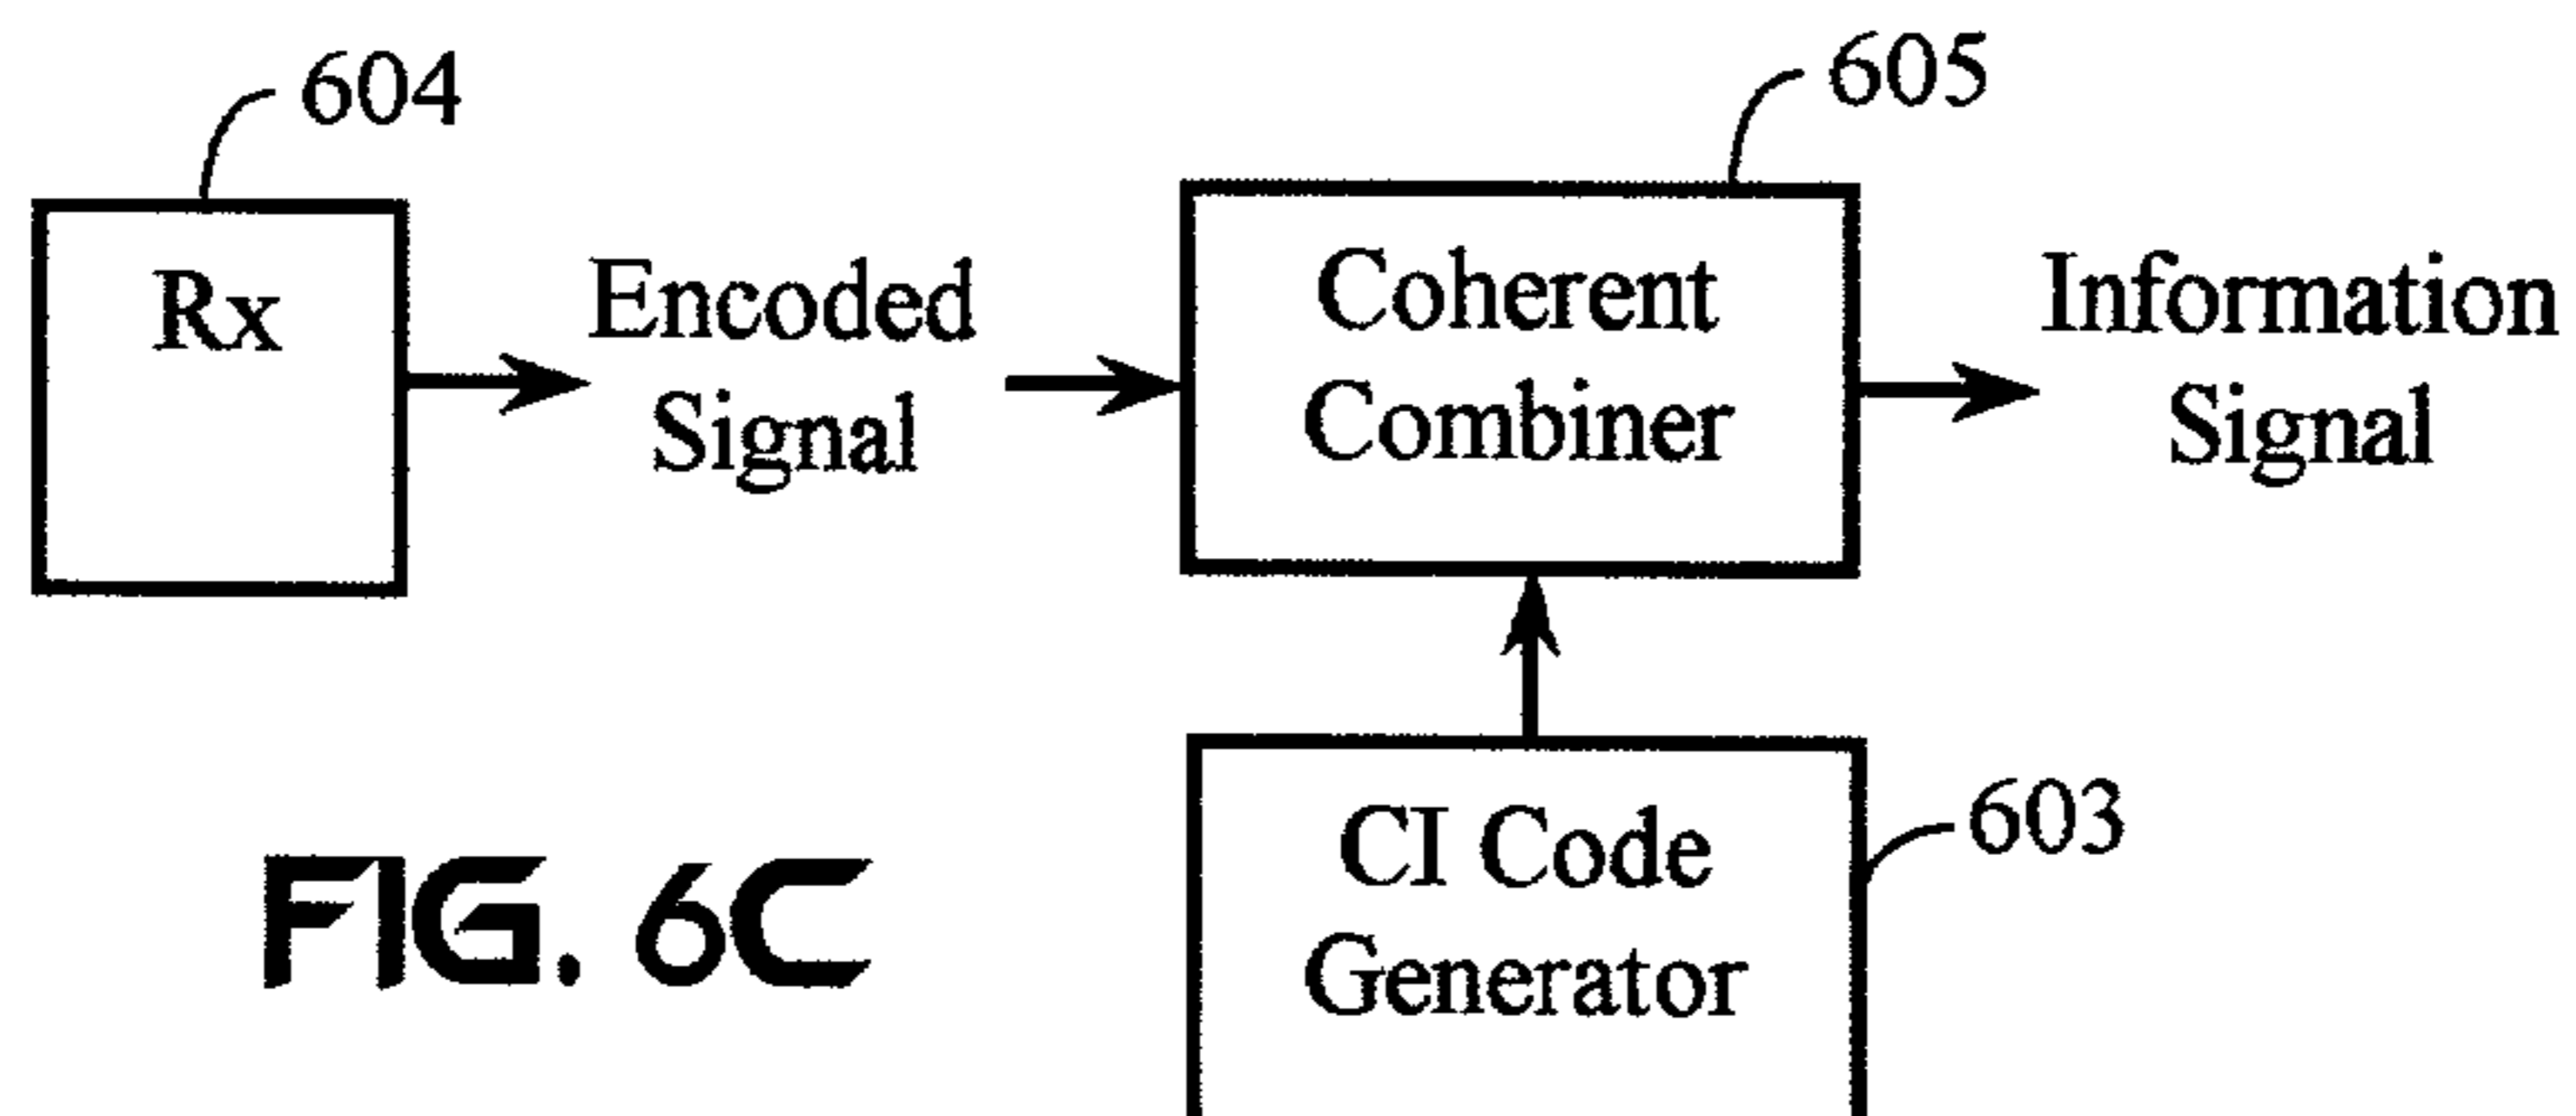 604
605
Rx
Encoded
Signal
Coherent
Combiner
Information
Signal
CI Code
Generator
603
FIG. 6C